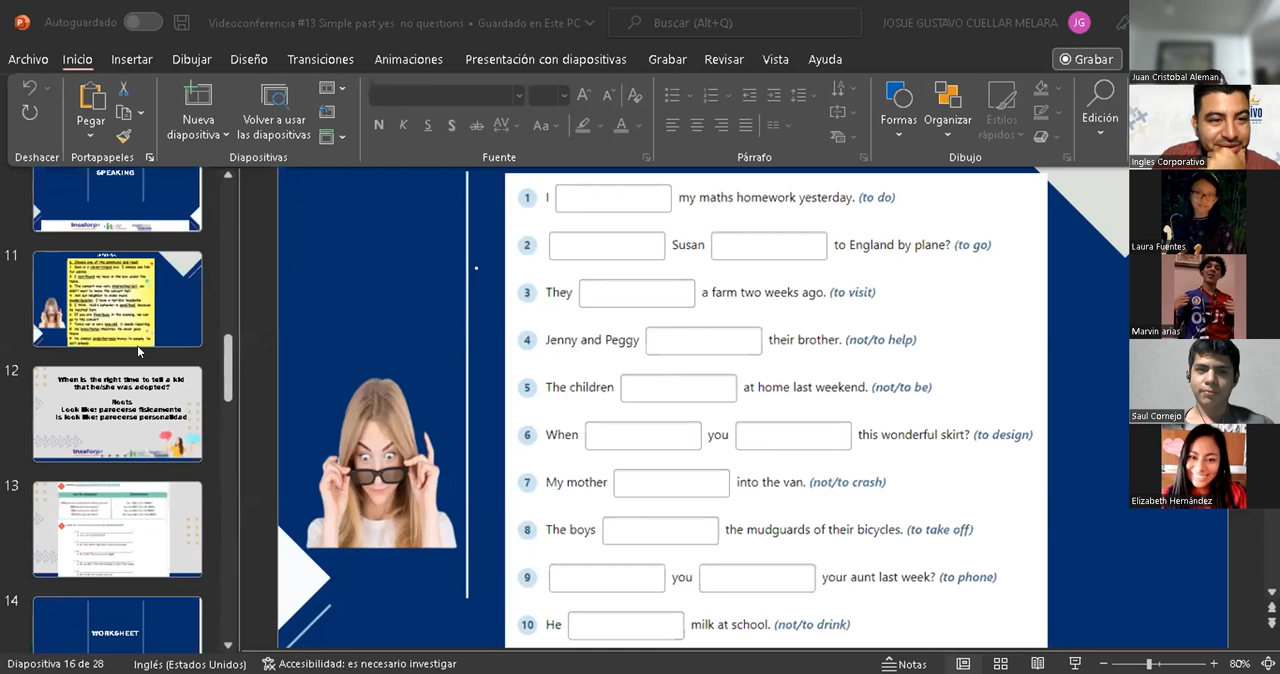 Autoguardado
Videoconferencia #13 Simple past yes no questions • Guardado en Este PC
Buscar (Alt+Q)
JOSUE GUSTAVO CUELLAR MELARA JG
Archivo Inicio Insertar Dibujar Diseño Transiciones Animaciones Presentación con diapositivas Grabar Revisar Vista Ayuda
Grabar
Pegar
Nueva diapositiva
Volver a usar las diapositivas
N K S S ab AV Aa A
Formas
Organizar
Estilos rápidos
Edición
Deshacer Portapapeles Diapositivas Fuente Párrafo Dibujo
SPEAKING
Insaforp
11
12
When is the right time to tell a kid
that he/she was adopted?
Roots
Look like: parecerse fisicamente
Is look like: parecerse personalidad
Insaforp
13
14
WORKSHEET
1 I my maths homework yesterday. (to do)
2 Susan to England by plane? (to go)
3 They a farm two weeks ago. (to visit)
4 Jenny and Peggy their brother. (not/to help)
5 The children at home last weekend. (not/to be)
6 When you this wonderful skirt? (to design)
7 My mother into the van. (not/to crash)
8 The boys the mudguards of their bicycles. (to take off)
9 you your aunt last week? (to phone)
10 He milk at school. (not/to drink)
Juan Cristobal Aleman
Ingles Corporativo
Laura Fuentes
Marvin arias
Saul Cornejo
Elizabeth Hernández
Diapositiva 16 de 28 Inglés (Estados Unidos) Accesibilidad: es necesario investigar Notas 80%